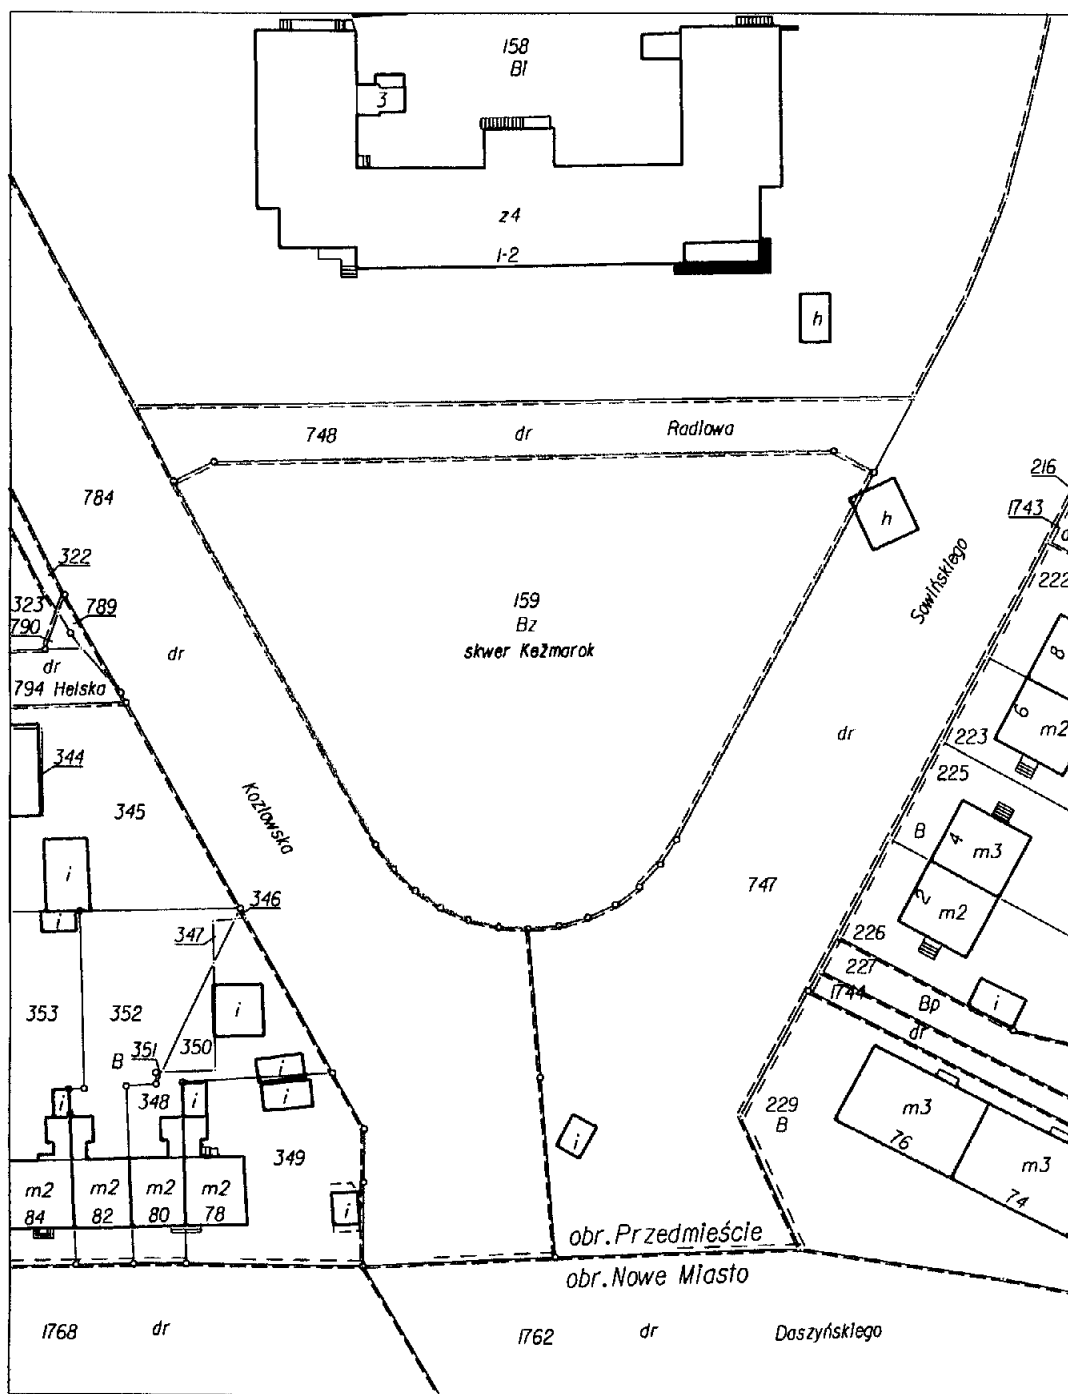 158
Bi
3
z4
1-2
h
748 dr Radlowa
784
h
216
1743
322
323
789
790
dr
794 Helska
dr
159
Bz
skwer Keżmarok
Sowińskiego
222
8
6
m2
223
225
dr
344
345
Kozłowska
B
4
m3
2
m2
i
i
346
347
747
226
227
1744
Bp
i
dr
353
352
i
351
350
B
348
i
i
i
i
349
i
i
229
B
m3
76
m3
74
m2
84
m2
82
m2
80
m2
78
obr.Przedmieście
obr.Nowe Miasto
1768 dr
1762 dr Daszyńskiego